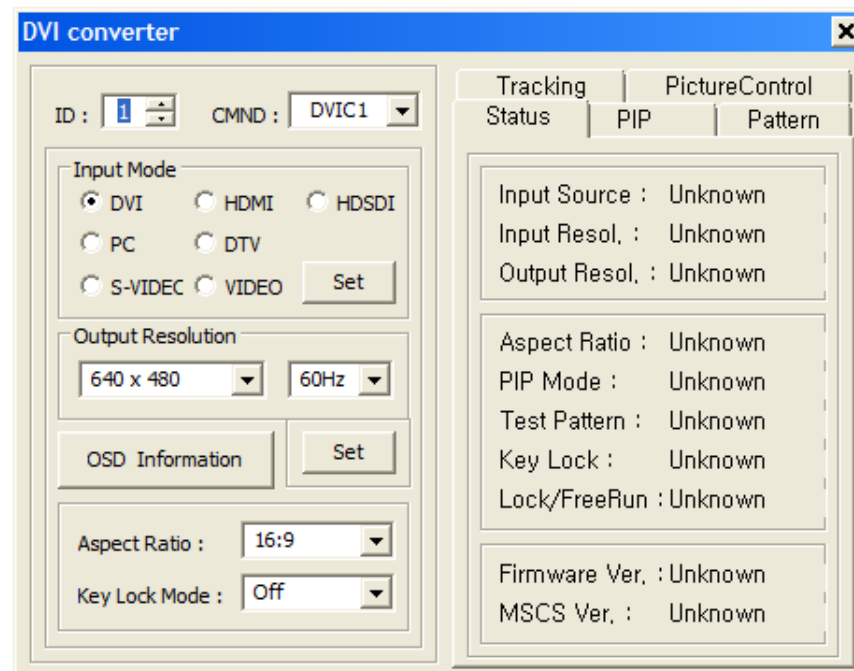 DVI converter
ID : 1 CMND : DVIC1
Input Mode
DVI HDMI HDSDI
PC DTV
S-VIDEC VIDEO Set
Output Resolution
640 x 480 60Hz
OSD Information Set
Aspect Ratio : 16:9
Key Lock Mode : Off
Tracking PictureControl
Status PIP Pattern
Input Source : Unknown
Input Resol, : Unknown
Output Resol, : Unknown
Aspect Ratio : Unknown
PIP Mode : Unknown
Test Pattern : Unknown
Key Lock : Unknown
Lock/FreeRun : Unknown
Firmware Ver, : Unknown
MSCS Ver, : Unknown